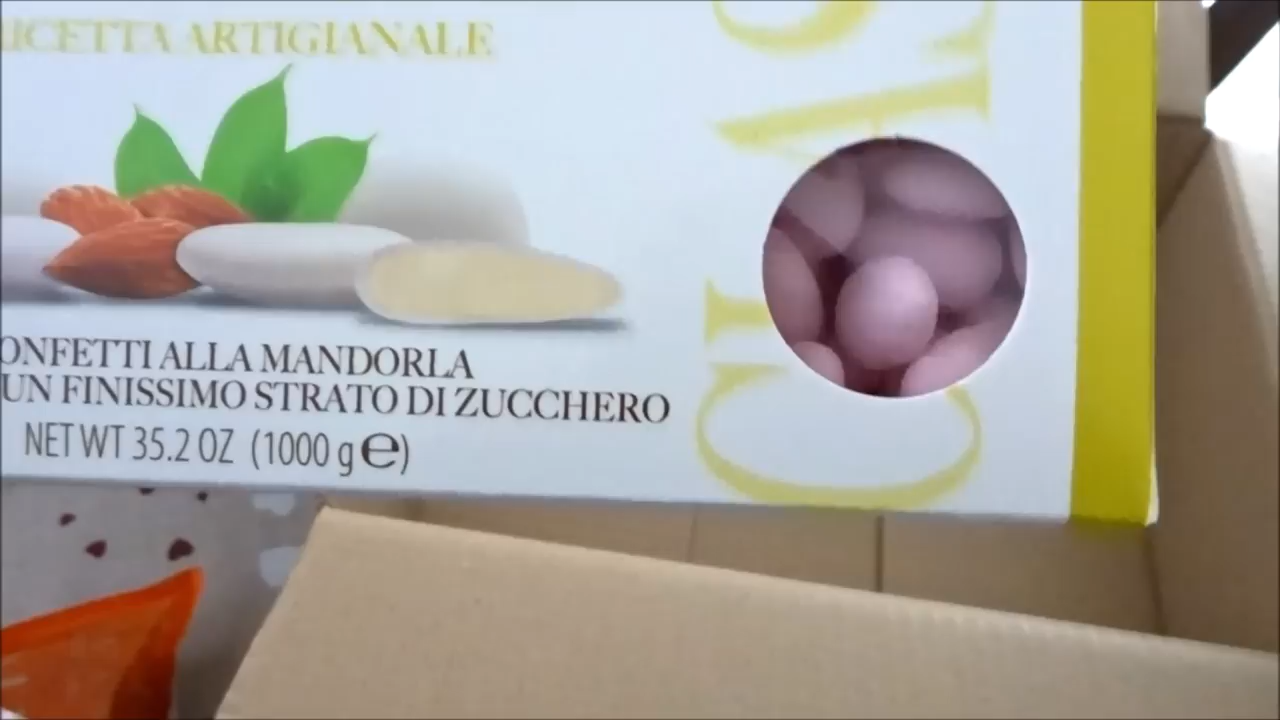 RICETTA ARTIGIANALE
ONFETTI ALLA MANDORLA
UN FINISSIMO STRATO DI ZUCCHERO
NET WT 35.2 OZ (1000 g e)